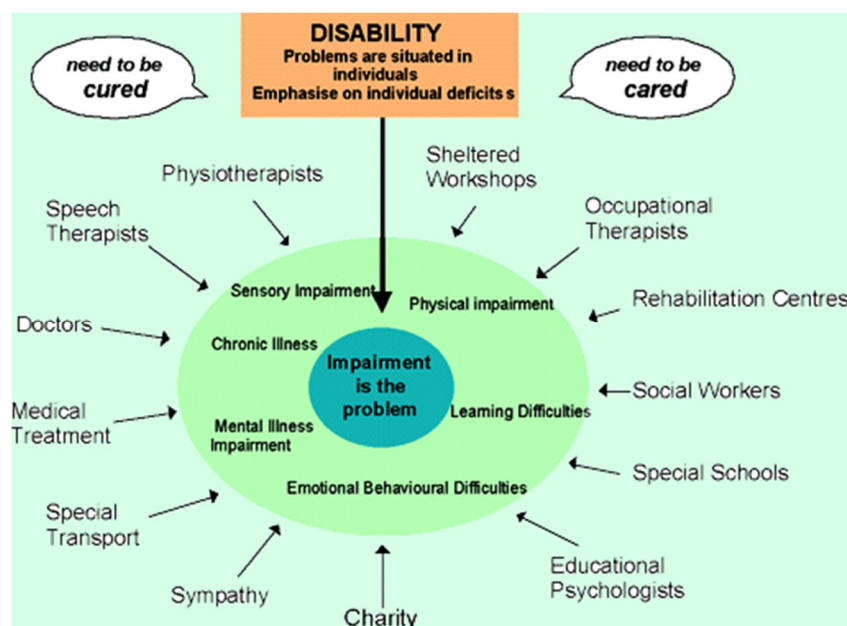 DISABILITY
Problems are situated in
individuals
Emphasise on individual deficits s
need to be
cured
need to be
cared
Physiotherapists
Sheltered
Workshops
Speech
Therapists
Occupational
Therapists
Sensory Impairment
Physical impairment
Rehabilitation Centres
Doctors
Chronic Illness
Impairment
is the
problem
Social Workers
Medical
Treatment
Mental Illness
Impairment
Learning Difficulties
Special Schools
Emotional Behavioural Difficulties
Special
Transport
Educational
Psychologists
Sympathy
Charity